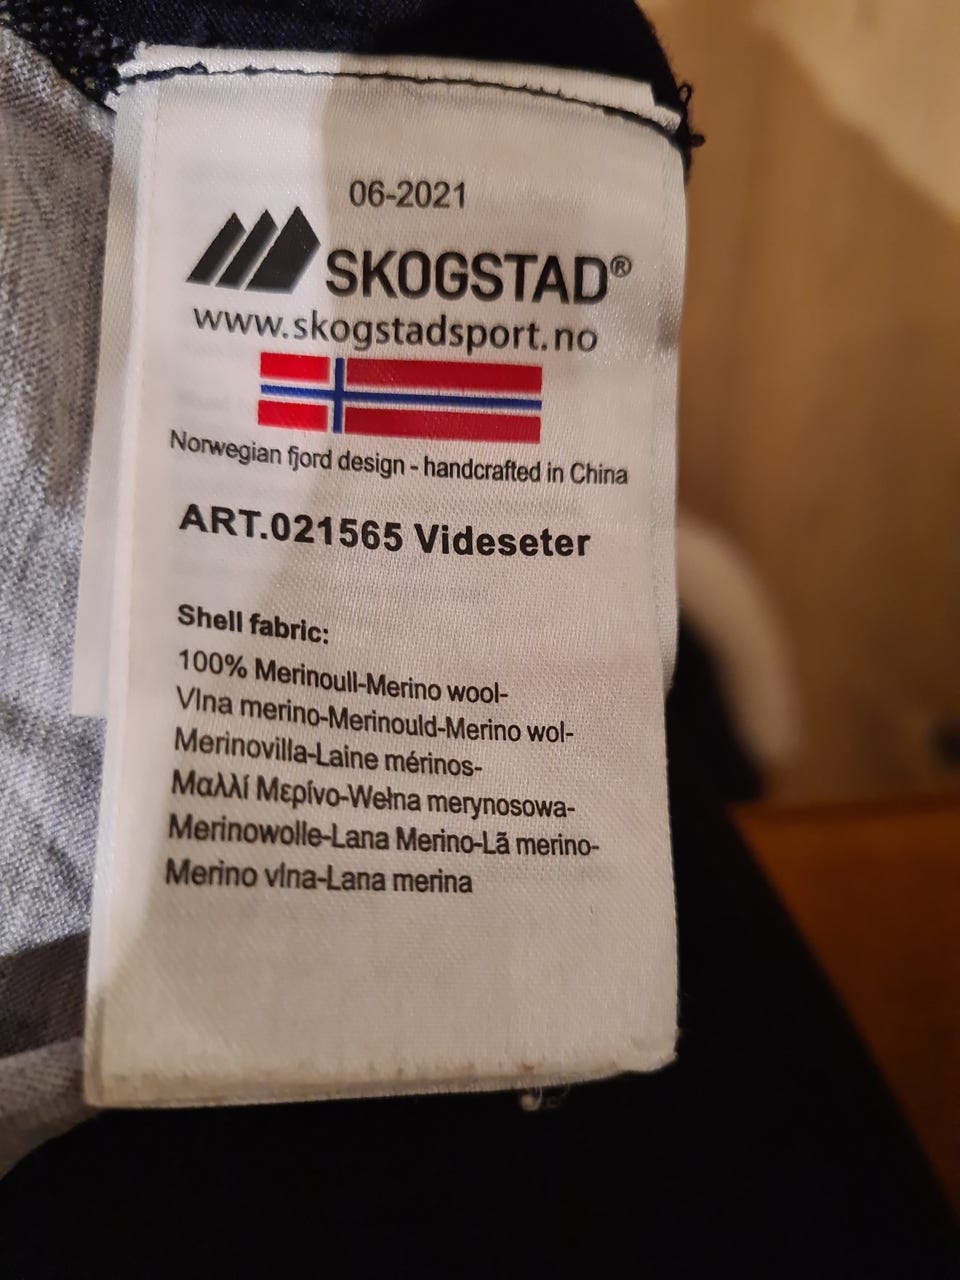 06-2021
SKOGSTAD®
www.skogstadsport.no
Norwegian fjord design - handcrafted in China
ART.021565 Videseter
Shell fabric:
100% Merinoull-Merino wool-
Vlna merino-Merinould-Merino wol-
Merinovilla-Laine mérinos-
Μαλλί Μερίνο-Wełna merynosowa-
Merinowolle-Lana Merino-Lã merino-
Merino vlna-Lana merina